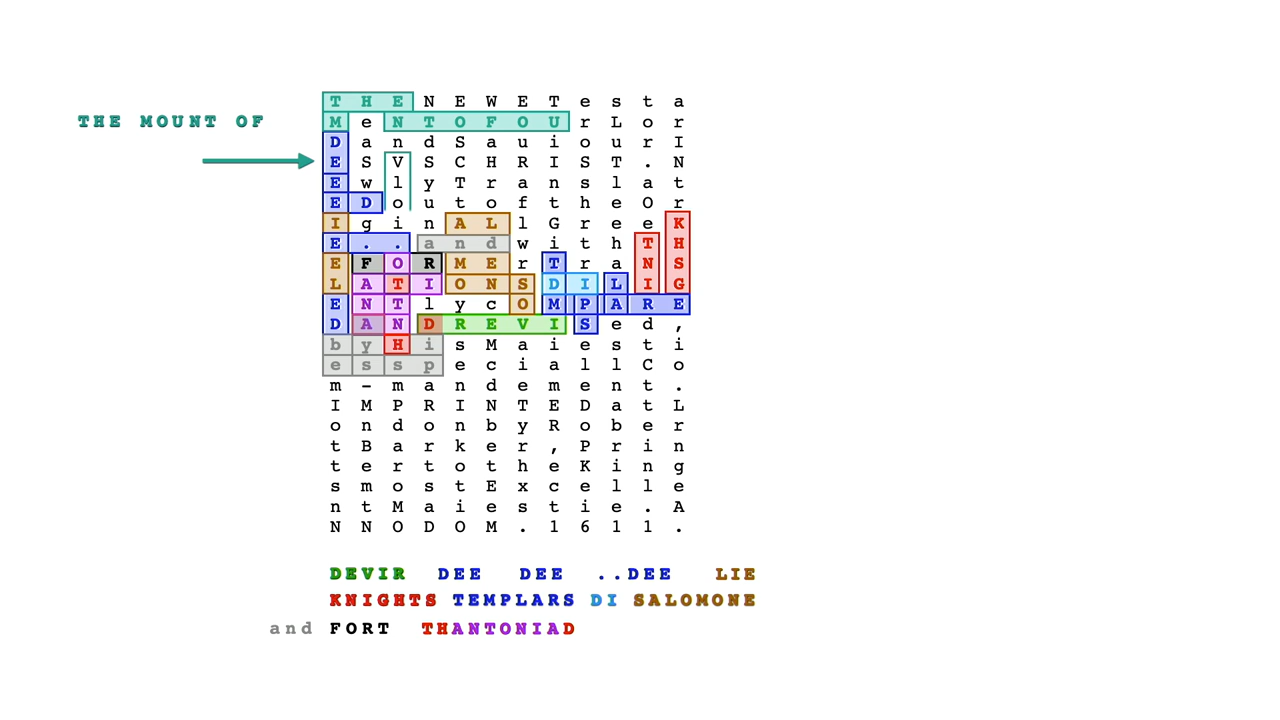 T H E N E W E T e s t a
THE MOUNT OF M e N T O F O U r L o r
D a n d S a u i o u r I
E S V S C H R I S T . N
E w l y T r a n s l a t
E D o u t o f t h e O r
I g i n A L l G r e e K
E . . a n d w i t h T H
E F O R M E r T r a N S
L A T I O N S D I L I G
E N T l y c O M P A R E
D A N D R E V I S e d ,
b y H i s M a i e s t i
e s s p e c i a l l C o
m - m a n d e m e n t .
I M P R I N T E D a t L
o n d o n b y R o b e r
t B a r k e r , P r i n
t e r t o t h e K i n g
s m o s t E x c e l l e
n t M a i e s t i e . A
N N O D O M . 1 6 1 1 .
DEVIR DEE DEE ..DEE LIE
KNIGHTS TEMPLARS DI SALOMONE
and FORT THANTONIAD